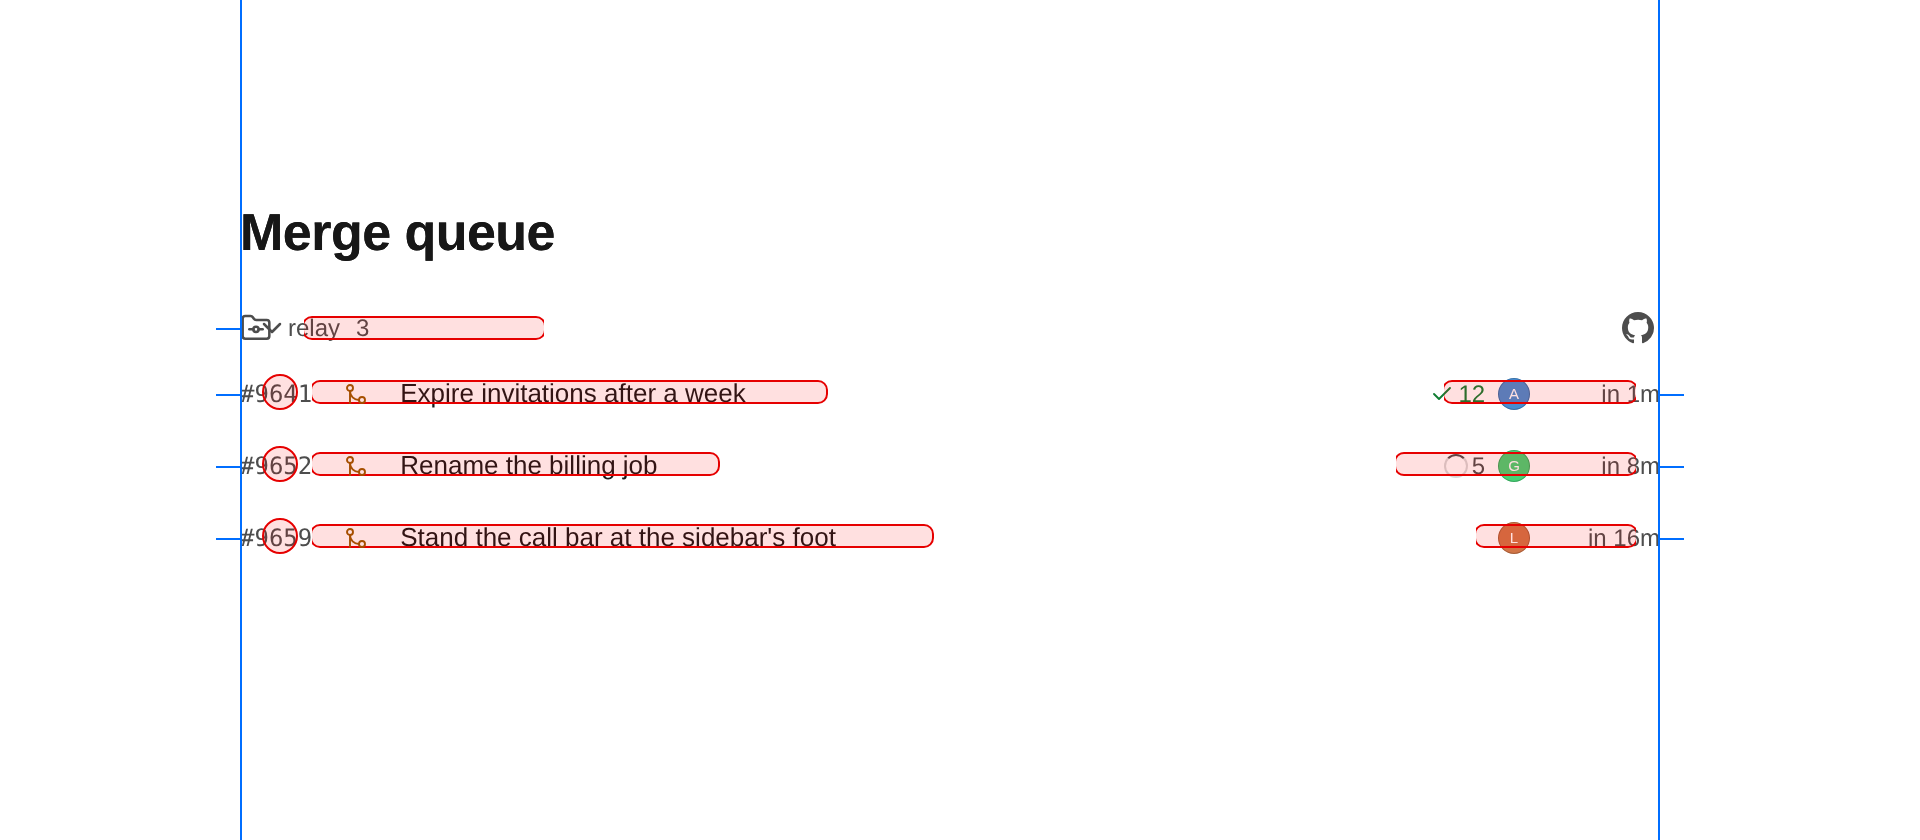 Merge queue
relay 3
#9641 Expire invitations after a week 12 A in 1m
#9652 Rename the billing job 5 G in 8m
#9659 Stand the call bar at the sidebar's foot L in 16m